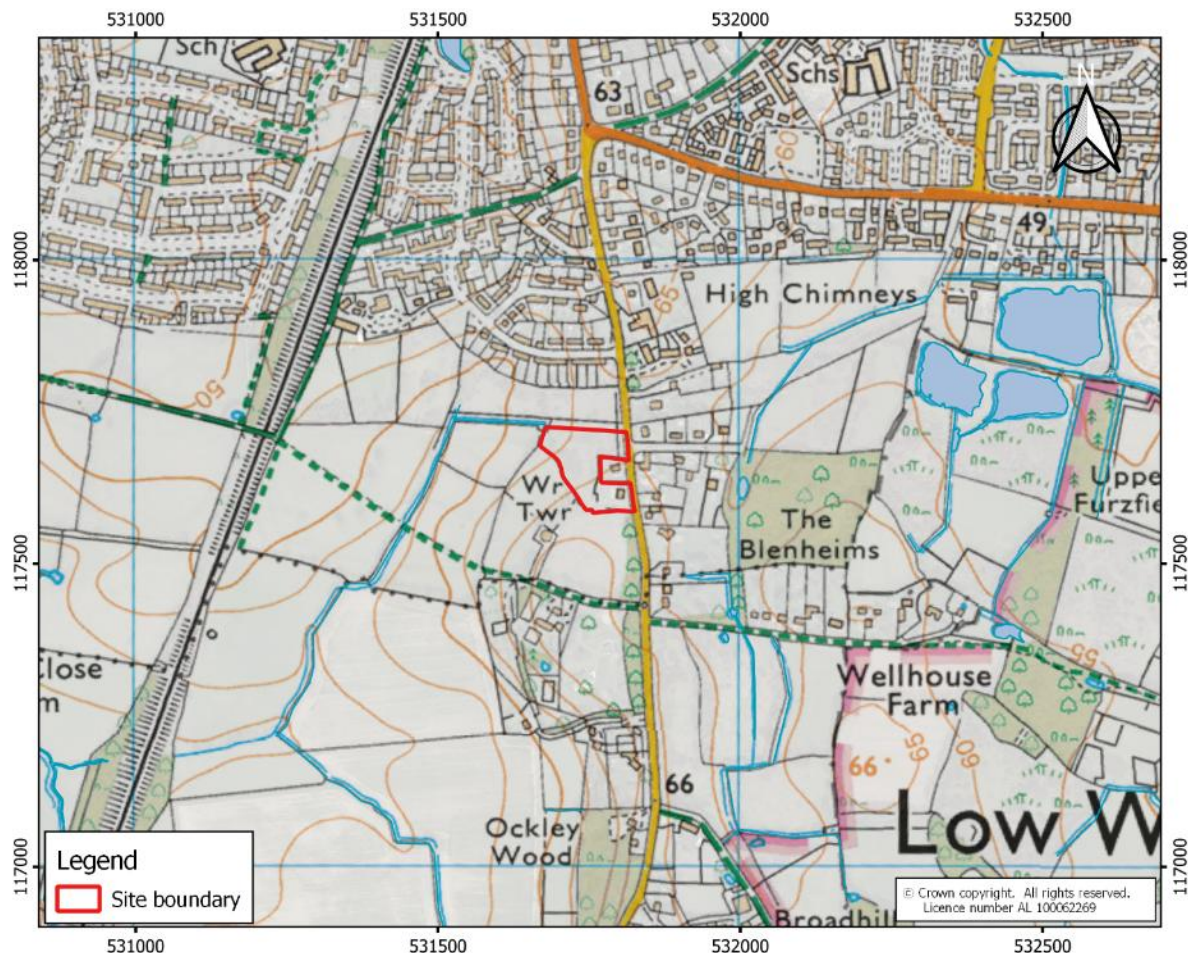 531000
531500
532000
532500
Sch
63
Schs
N
60
49
118000
118000
65
High Chimneys
50
Wr
Twr
The
Blenheims
Uppe
Furzfie
117500
117500
55
Close
m
Wellhouse
Farm
65
60
66
66
Ockley
Wood
Low W
117000
117000
Broadhill
Legend
Site boundary
© Crown copyright. All rights reserved.
Licence number AL 100062269
531000
531500
532000
532500